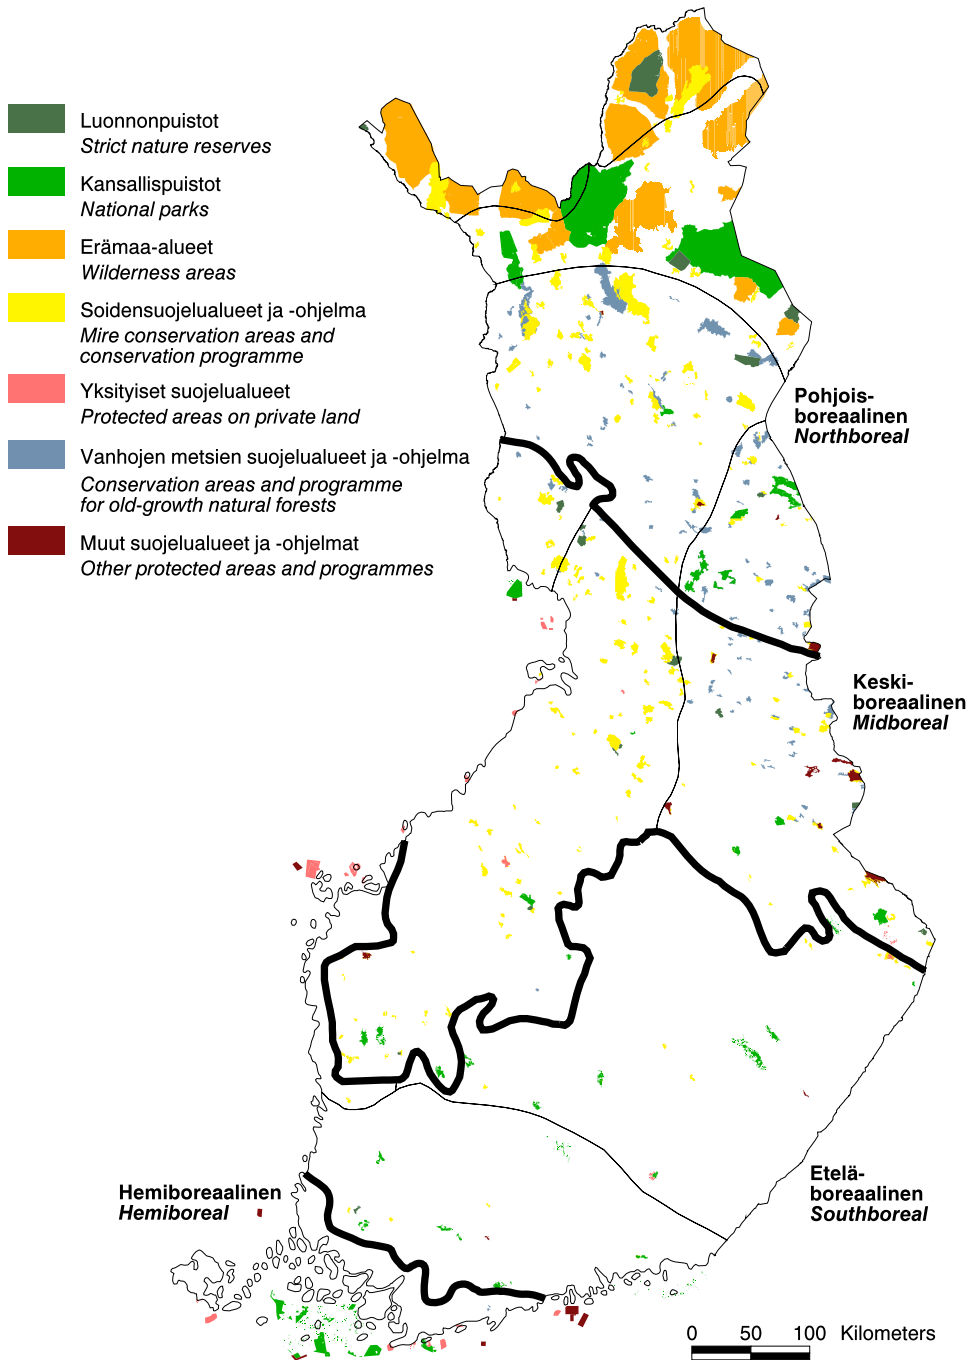 Luonnonpuistot
Strict nature reserves
Kansallispuistot
National parks
Erämaa-alueet
Wilderness areas
Soidensuojelualueet ja -ohjelma
Mire conservation areas and
conservation programme
Yksityiset suojelualueet
Protected areas on private land
Vanhojen metsien suojelualueet ja -ohjelma
Conservation areas and programme
for old-growth natural forests
Muut suojelualueet ja -ohjelmat
Other protected areas and programmes
Pohjois-
boreaalinen
Northboreal
Keski-
boreaalinen
Midboreal
Etelä-
boreaalinen
Southboreal
Hemiboreaalinen
Hemiboreal
0 50 100 Kilometers